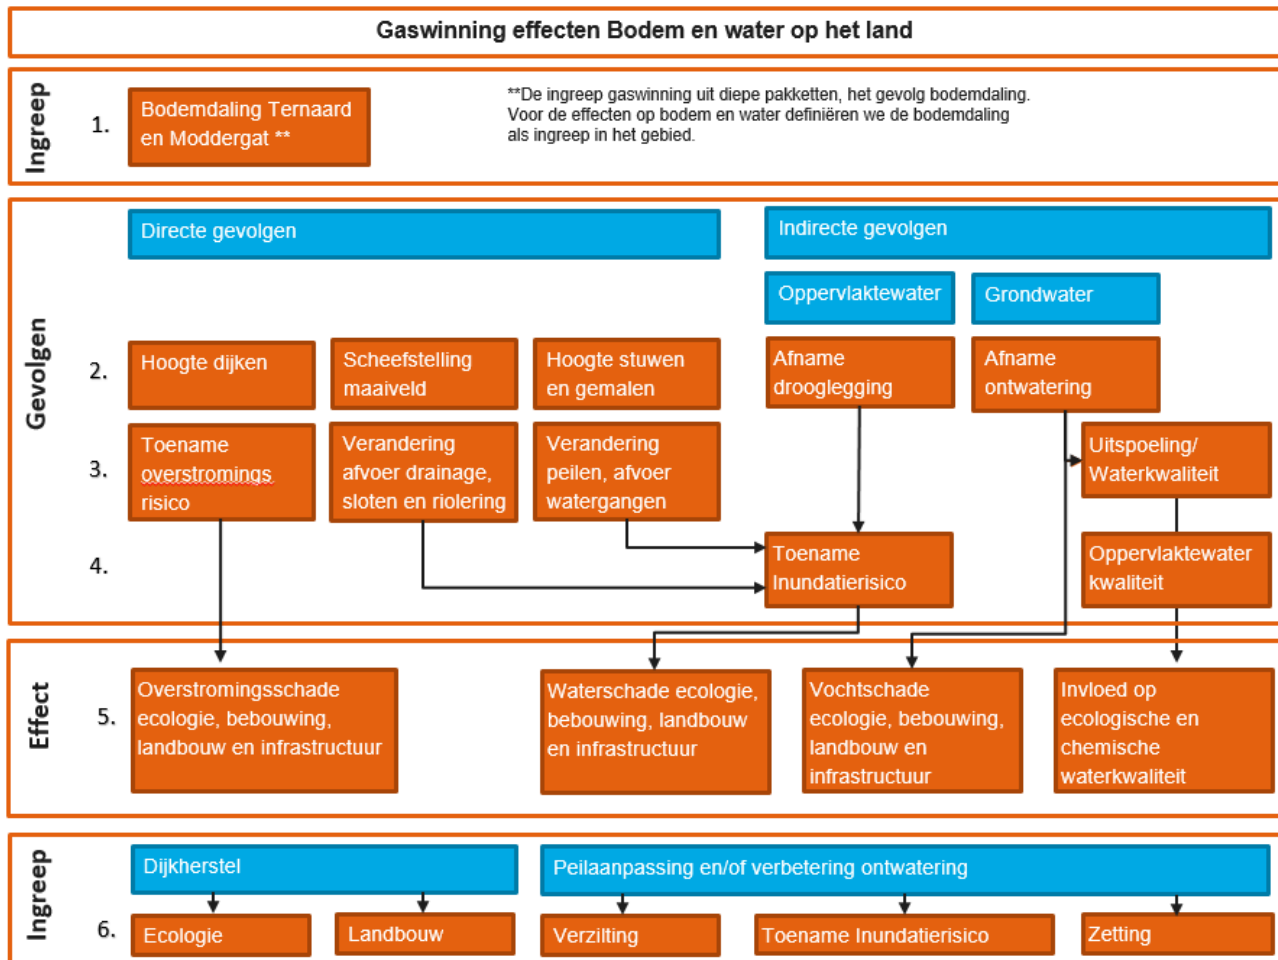 Gaswinning effecten Bodem en water op het land
Ingreep
1.
Bodemdaling Ternaard
en Moddergat **
**De ingreep gaswinning uit diepe pakketten, het gevolg bodemdaling.
Voor de effecten op bodem en water definiëren we de bodemdaling
als ingreep in het gebied.
Gevolgen
Directe gevolgen
Indirecte gevolgen
Oppervlaktewater
Grondwater
2.
Hoogte dijken
Scheefstelling
maaiveld
Hoogte stuwen
en gemalen
Afname
drooglegging
Afname
ontwatering
3.
Toename
overstromings
risico
Verandering
afvoer drainage,
sloten en riolering
Verandering
peilen, afvoer
watergangen
Uitspoeling/
Waterkwaliteit
4.
Toename
Inundatierisico
Oppervlaktewater
kwaliteit
Effect
5.
Overstromingsschade
ecologie, bebouwing,
landbouw en infrastructuur
Waterschade ecologie,
bebouwing, landbouw
en infrastructuur
Vochtschade
ecologie, bebouwing,
landbouw en
infrastructuur
Invloed op
ecologische en
chemische
waterkwaliteit
Ingreep
Dijkherstel
Peilaanpassing en/of verbetering ontwatering
6.
Ecologie
Landbouw
Verzilting
Toename Inundatierisico
Zetting